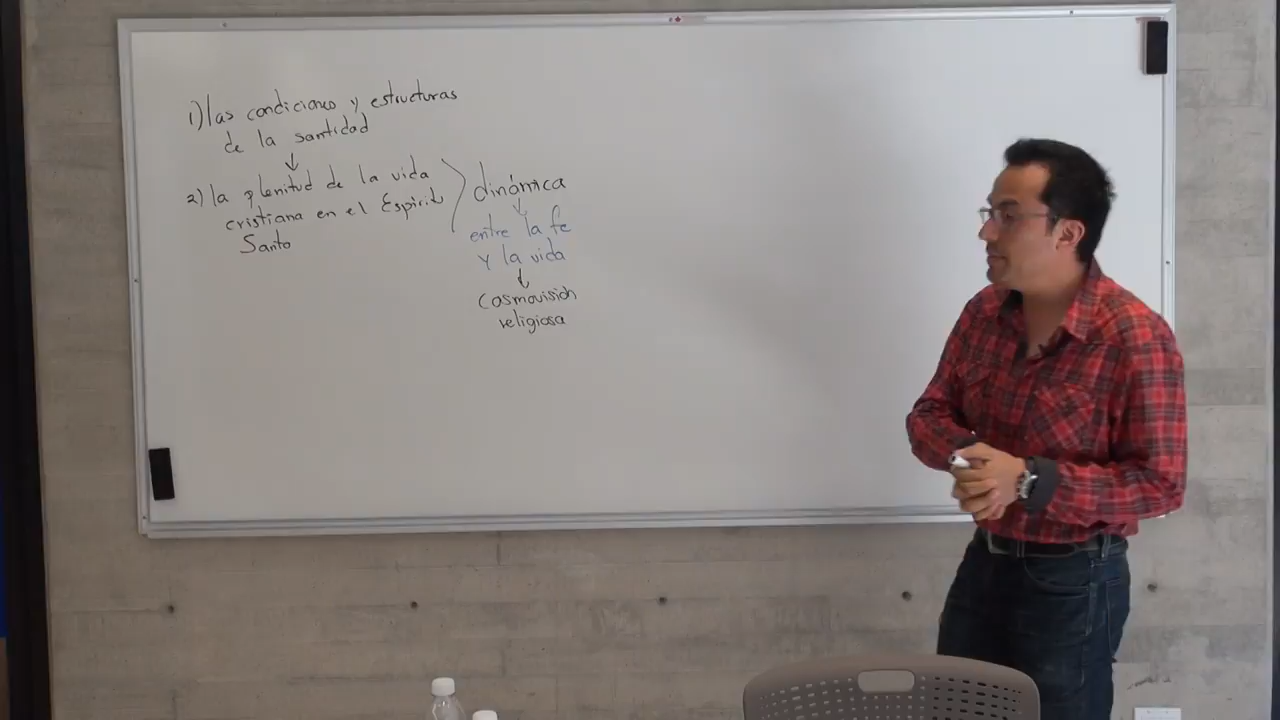 1) las condiciones y estructuras
de la santidad
↓
2) la plenitud de la vida
cristiana en el Espíritu
Santo
dinámica
↓
entre la fe
y la vida
↓
Cosmovisión
religiosa